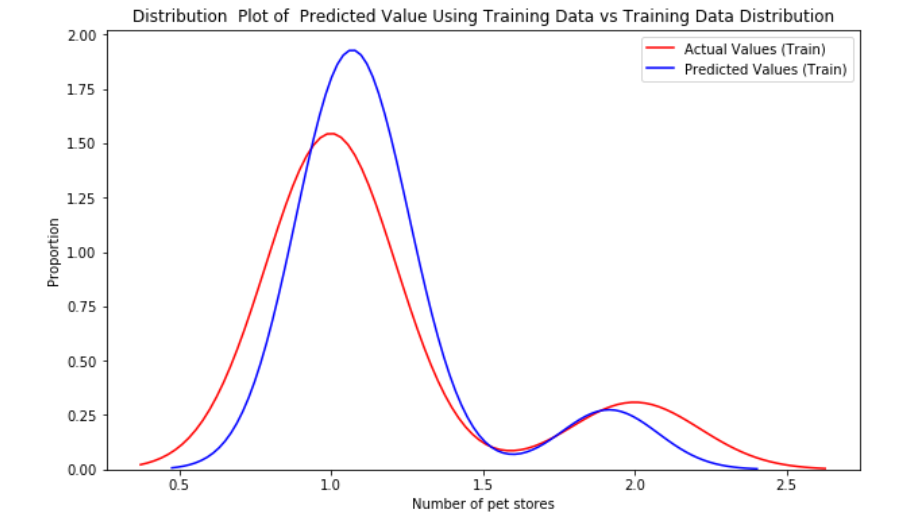 Distribution  Plot of  Predicted Value Using Training Data vs Training Data Distribution
Actual Values (Train)
Predicted Values (Train)
Proportion
2.00
1.75
1.50
1.25
1.00
0.75
0.50
0.25
0.00
0.5 1.0 1.5 2.0 2.5
Number of pet stores